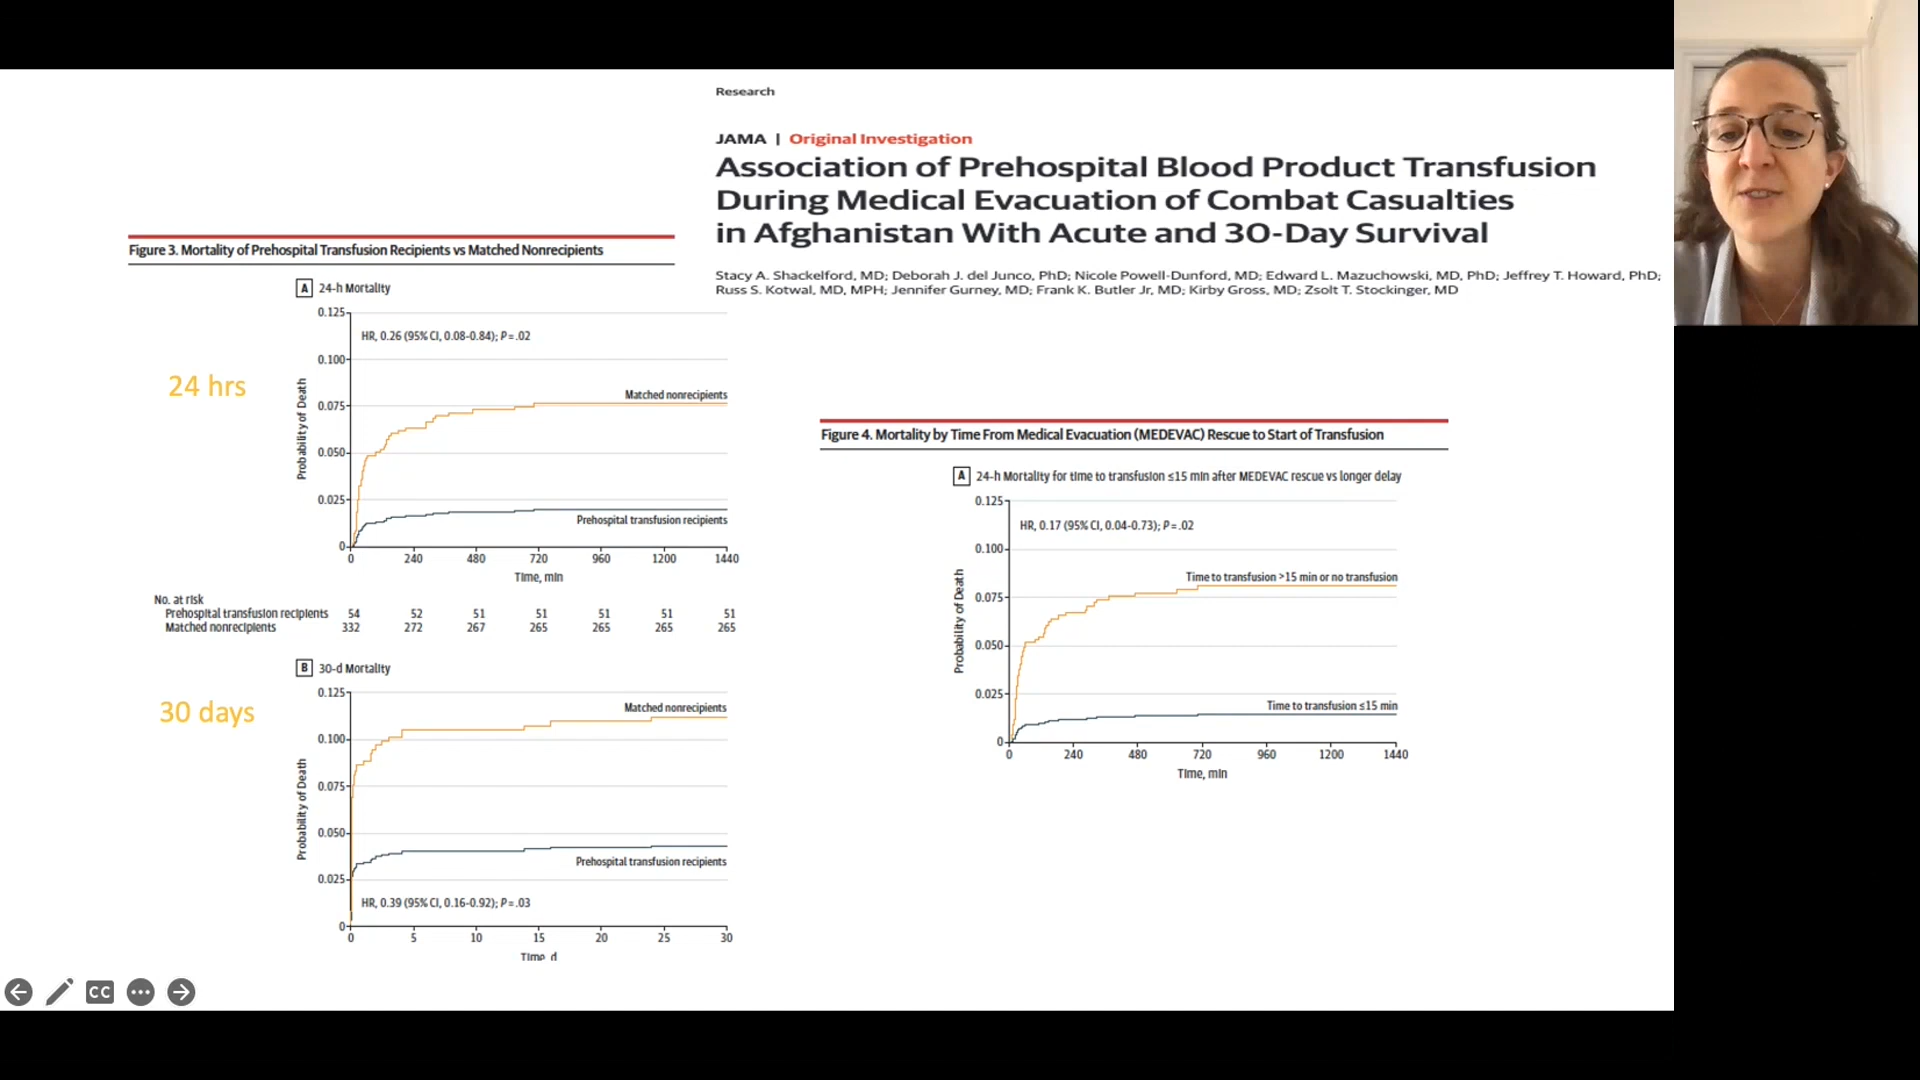 Research
JAMA | Original Investigation
Association of Prehospital Blood Product Transfusion
During Medical Evacuation of Combat Casualties
in Afghanistan With Acute and 30-Day Survival
Stacy A. Shackelford, MD; Deborah J. del Junco, PhD; Nicole Powell-Dunford, MD; Edward L. Mazuchowski, MD, PhD; Jeffrey T. Howard, PhD;
Russ S. Kotwal, MD, MPH; Jennifer Gurney, MD; Frank K. Butler Jr, MD; Kirby Gross, MD; Zsolt T. Stockinger, MD
Figure 3. Mortality of Prehospital Transfusion Recipients vs Matched Nonrecipients
24 hrs
A 24-h Mortality
0.125
0.100
0.075
0.050
0.025
0
Probability of Death
HR, 0.26 (95% CI, 0.08-0.84); P = .02
Matched nonrecipients
Prehospital transfusion recipients
0 240 480 720 960 1200 1440
Time, min
No. at risk
Prehospital transfusion recipients 54 52 51 51 51 51 51
Matched nonrecipients 332 272 267 265 265 265 265
30 days
B 30-d Mortality
0.125
0.100
0.075
0.050
0.025
0
Probability of Death
Matched nonrecipients
Prehospital transfusion recipients
HR, 0.39 (95% CI, 0.16-0.92); P = .03
0 5 10 15 20 25 30
Time, d
Figure 4. Mortality by Time From Medical Evacuation (MEDEVAC) Rescue to Start of Transfusion
A 24-h Mortality for time to transfusion ≤15 min after MEDEVAC rescue vs longer delay
0.125
0.100
0.075
0.050
0.025
0
Probability of Death
HR, 0.17 (95% CI, 0.04-0.73); P = .02
Time to transfusion >15 min or no transfusion
Time to transfusion ≤15 min
0 240 480 720 960 1200 1440
Time, min
CC